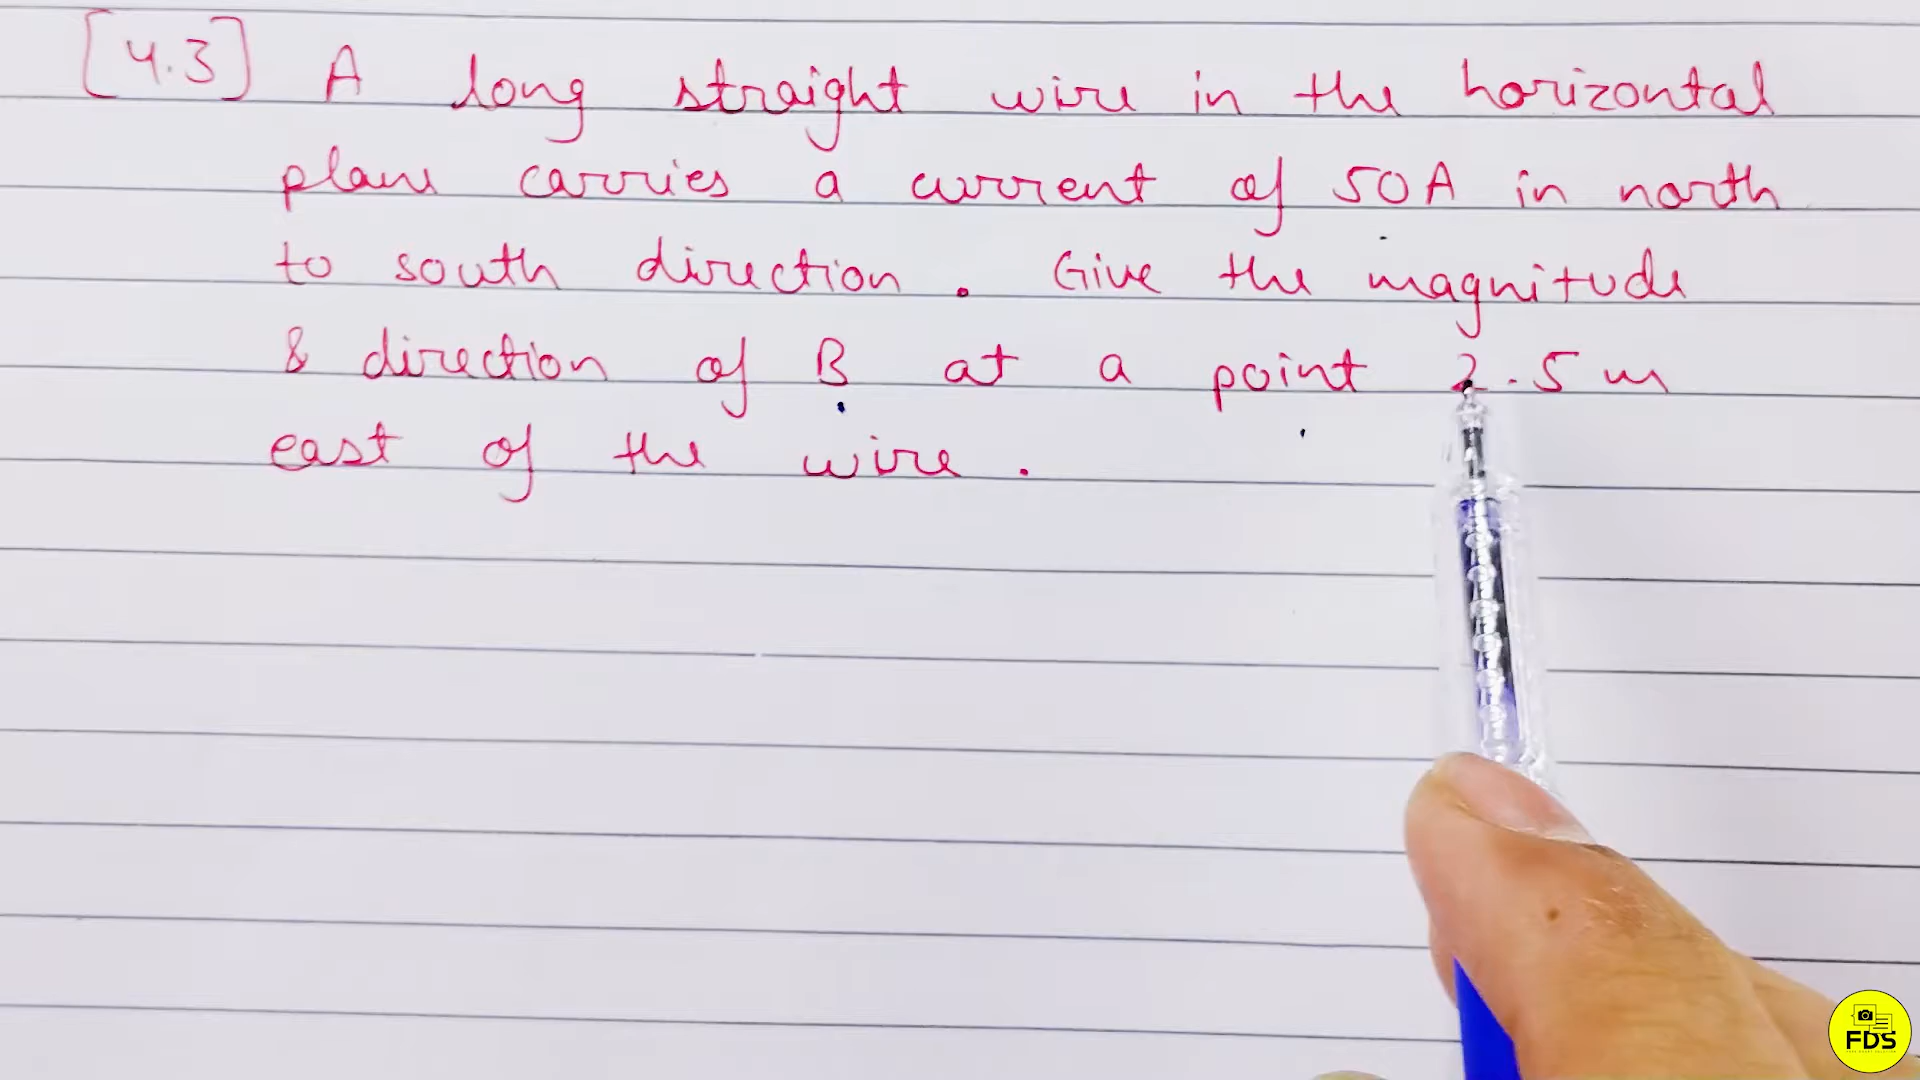 [4.3] A long straight wire in the horizontal
plane carries a current of 50A in north
to south direction. Give the magnitude
& direction of B at a point 2.5 m
east of the wire.
FDS